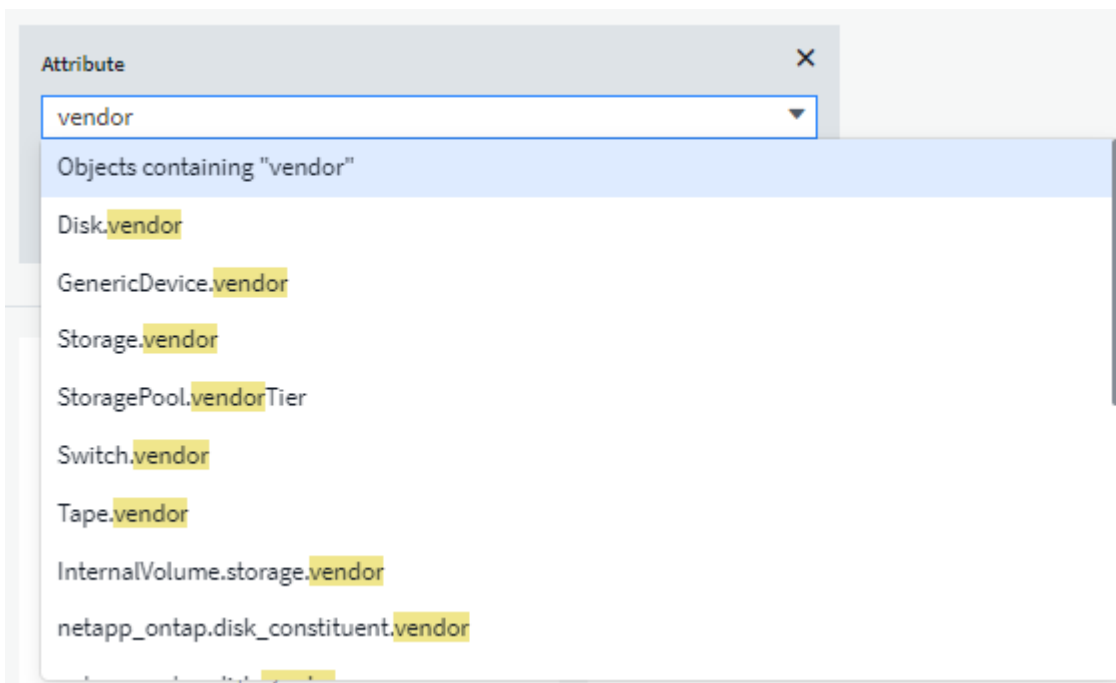 Attribute
vendor
Objects containing "vendor"
Disk.vendor
GenericDevice.vendor
Storage.vendor
StoragePool.vendorTier
Switch.vendor
Tape.vendor
InternalVolume.storage.vendor
netapp_ontap.disk_constituent.vendor